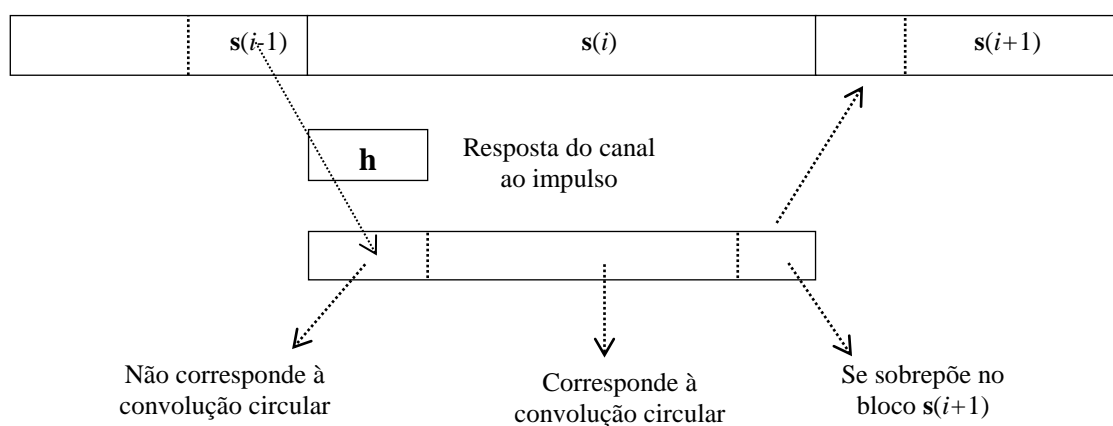 s(i-1)
s(i)
s(i+1)
h
Resposta do canal
ao impulso
Não corresponde à
convolução circular
Corresponde à
convolução circular
Se sobrepõe no
bloco s(i+1)